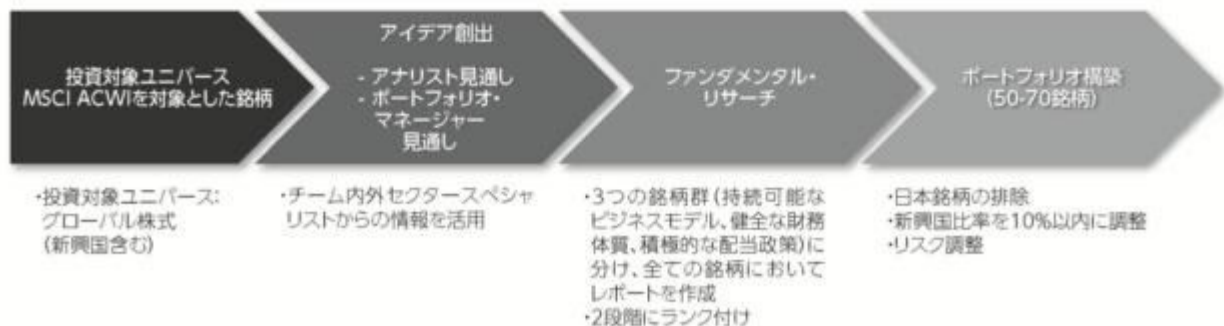 投資対象ユニバース
MSCI ACWIを対象とした銘柄
アイデア創出
- アナリスト見通し
- ポートフォリオ・
マネージャー
見通し
ファンダメンタル・
リサーチ
ポートフォリオ構築
(50-70銘柄)
・投資対象ユニバース:
グローバル株式
(新興国含む)
・チーム内外セクタースペシャ
リストからの情報を活用
・3つの銘柄群(持続可能な
ビジネスモデル、健全な財務
体質、積極的な配当政策)に
分け、全ての銘柄において
レポートを作成
・2段階にランク付け
・日本銘柄の排除
・新興国比率を10%以内に調整
・リスク調整